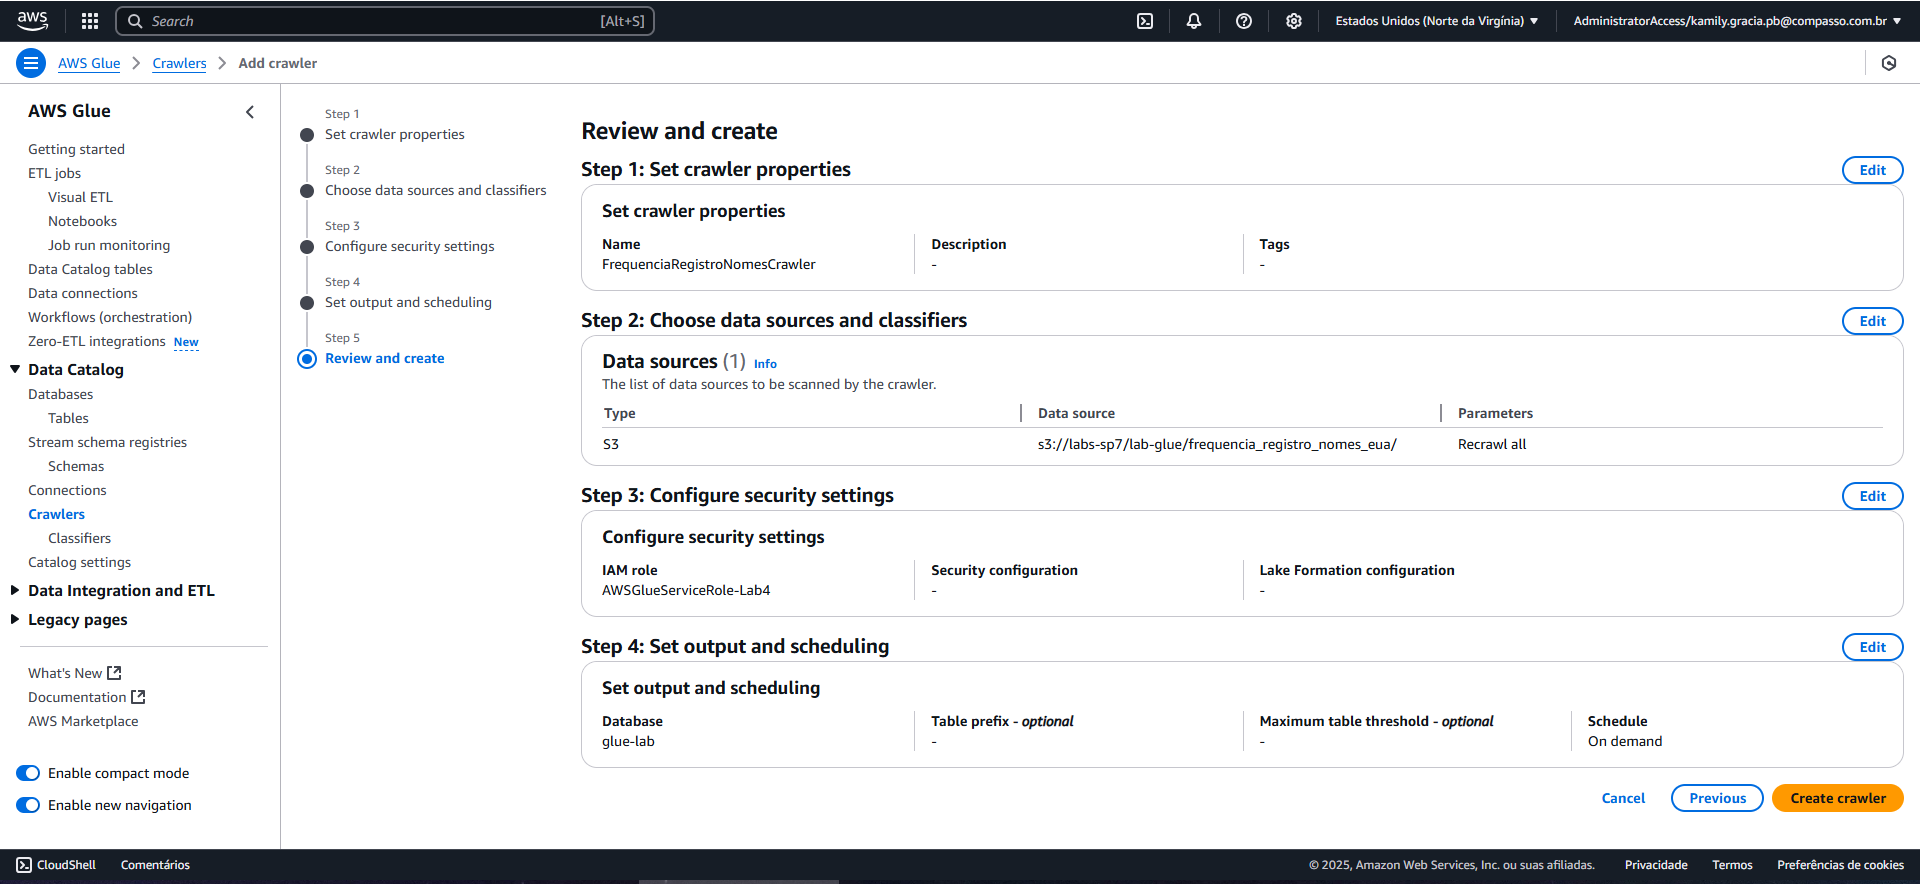 aws
Search [Alt+S]
Estados Unidos (Norte da Virgínia)
AdministratorAccess/kamily.gracia.pb@compasso.com.br
AWS Glue
Crawlers
Add crawler
AWS Glue
Getting started
ETL jobs
Visual ETL
Notebooks
Job run monitoring
Data Catalog tables
Data connections
Workflows (orchestration)
Zero-ETL integrations New
Data Catalog
Databases
Tables
Stream schema registries
Schemas
Connections
Crawlers
Classifiers
Catalog settings
Data Integration and ETL
Legacy pages
What's New
Documentation
AWS Marketplace
Enable compact mode
Enable new navigation
Step 1
Set crawler properties
Step 2
Choose data sources and classifiers
Step 3
Configure security settings
Step 4
Set output and scheduling
Step 5
Review and create
Review and create
Step 1: Set crawler properties
Edit
Set crawler properties
Name
FrequenciaRegistroNomesCrawler
Description
-
Tags
-
Step 2: Choose data sources and classifiers
Edit
Data sources (1) Info
The list of data sources to be scanned by the crawler.
Type Data source Parameters
S3 s3://labs-sp7/lab-glue/frequencia_registro_nomes_eua/ Recrawl all
Step 3: Configure security settings
Edit
Configure security settings
IAM role
AWSGlueServiceRole-Lab4
Security configuration
-
Lake Formation configuration
-
Step 4: Set output and scheduling
Edit
Set output and scheduling
Database
glue-lab
Table prefix - optional
-
Maximum table threshold - optional
-
Schedule
On demand
Cancel Previous Create crawler
CloudShell Comentários
© 2025, Amazon Web Services, Inc. ou suas afiliadas. Privacidade Termos Preferências de cookies